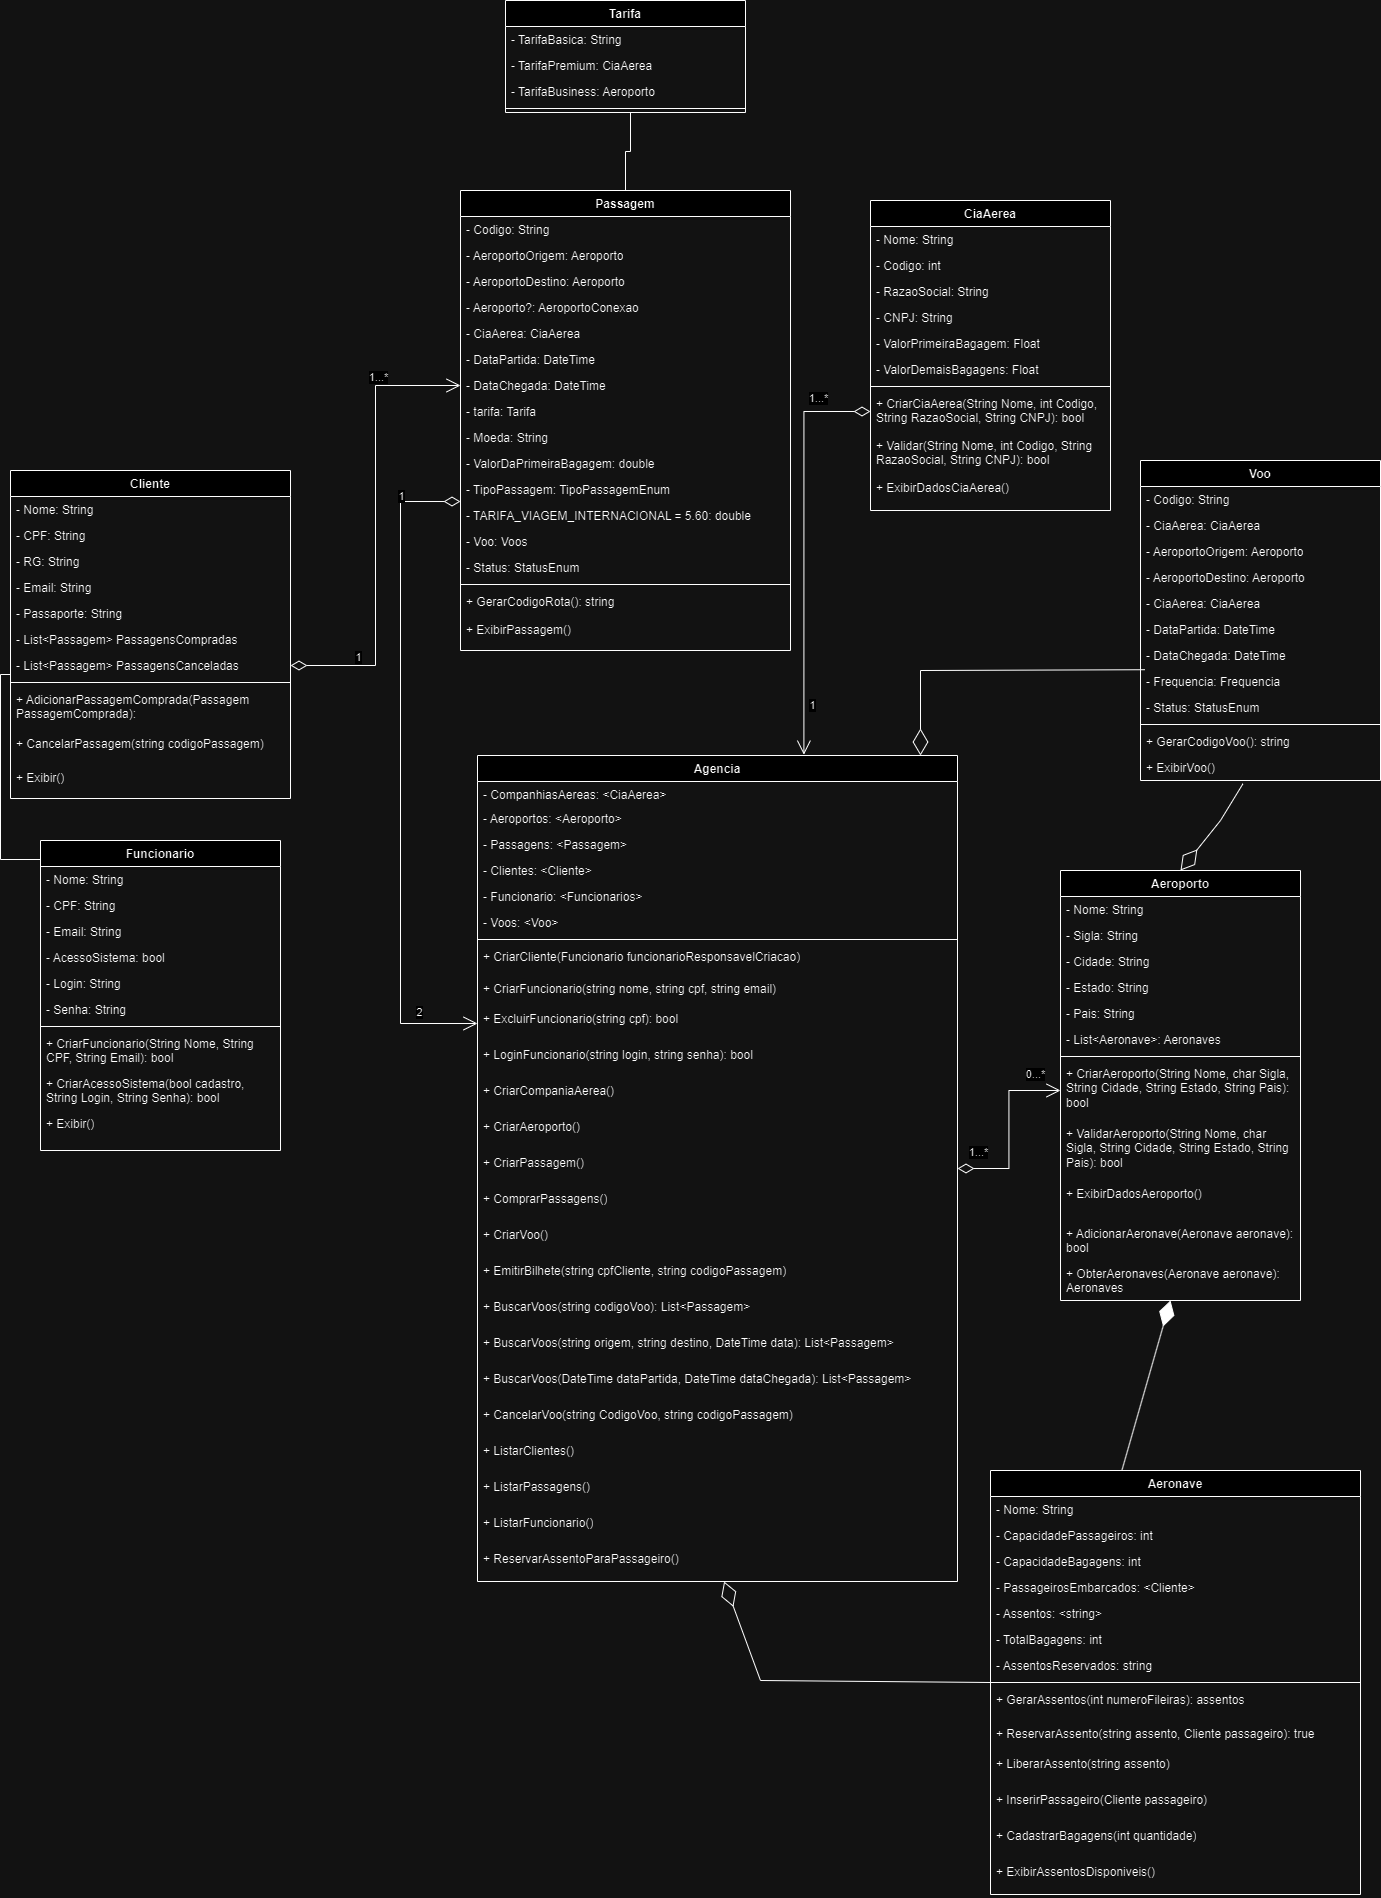 Tarifa
- TarifaBasica: String
- TarifaPremium: CiaAerea
- TarifaBusiness: Aeroporto
Passagem
- Codigo: String
- AeroportoOrigem: Aeroporto
- AeroportoDestino: Aeroporto
- Aeroporto?: AeroportoConexao
- CiaAerea: CiaAerea
- DataPartida: DateTime
- DataChegada: DateTime
- tarifa: Tarifa
- Moeda: String
- ValorDaPrimeiraBagagem: double
- TipoPassagem: TipoPassagemEnum
- TARIFA_VIAGEM_INTERNACIONAL = 5.60: double
- Voo: Voos
- Status: StatusEnum
+ GerarCodigoRota(): string
+ ExibirPassagem()
CiaAerea
- Nome: String
- Codigo: int
- RazaoSocial: String
- CNPJ: String
- ValorPrimeiraBagagem: Float
- ValorDemaisBagagens: Float
+ CriarCiaAerea(String Nome, int Codigo,
String RazaoSocial, String CNPJ): bool
+ Validar(String Nome, int Codigo, String
RazaoSocial, String CNPJ): bool
+ ExibirDadosCiaAerea()
1...*
1
1...*
1
1
2
Cliente
- Nome: String
- CPF: String
- RG: String
- Email: String
- Passaporte: String
- List<Passagem> PassagensCompradas
- List<Passagem> PassagensCanceladas
+ AdicionarPassagemComprada(Passagem
PassagemComprada):
+ CancelarPassagem(string codigoPassagem)
+ Exibir()
Voo
- Codigo: String
- CiaAerea: CiaAerea
- AeroportoOrigem: Aeroporto
- AeroportoDestino: Aeroporto
- CiaAerea: CiaAerea
- DataPartida: DateTime
- DataChegada: DateTime
- Frequencia: Frequencia
- Status: StatusEnum
+ GerarCodigoVoo(): string
+ ExibirVoo()
Funcionario
- Nome: String
- CPF: String
- Email: String
- AcessoSistema: bool
- Login: String
- Senha: String
+ CriarFuncionario(String Nome, String
CPF, String Email): bool
+ CriarAcessoSistema(bool cadastro,
String Login, String Senha): bool
+ Exibir()
Agencia
- CompanhiasAereas: <CiaAerea>
- Aeroportos: <Aeroporto>
- Passagens: <Passagem>
- Clientes: <Cliente>
- Funcionario: <Funcionarios>
- Voos: <Voo>
+ CriarCliente(Funcionario funcionarioResponsavelCriacao)
+ CriarFuncionario(string nome, string cpf, string email)
+ ExcluirFuncionario(string cpf): bool
+ LoginFuncionario(string login, string senha): bool
+ CriarCompaniaAerea()
+ CriarAeroporto()
+ CriarPassagem()
+ ComprarPassagens()
+ CriarVoo()
+ EmitirBilhete(string cpfCliente, string codigoPassagem)
+ BuscarVoos(string codigoVoo): List<Passagem>
+ BuscarVoos(string origem, string destino, DateTime data): List<Passagem>
+ BuscarVoos(DateTime dataPartida, DateTime dataChegada): List<Passagem>
+ CancelarVoo(string CodigoVoo, string codigoPassagem)
+ ListarClientes()
+ ListarPassagens()
+ ListarFuncionario()
+ ReservarAssentoParaPassageiro()
0...*
1...*
Aeroporto
- Nome: String
- Sigla: String
- Cidade: String
- Estado: String
- Pais: String
- List<Aeronave>: Aeronaves
+ CriarAeroporto(String Nome, char Sigla,
String Cidade, String Estado, String Pais):
bool
+ ValidarAeroporto(String Nome, char
Sigla, String Cidade, String Estado, String
Pais): bool
+ ExibirDadosAeroporto()
+ AdicionarAeronave(Aeronave aeronave):
bool
+ ObterAeronaves(Aeronave aeronave):
Aeronaves
Aeronave
- Nome: String
- CapacidadePassageiros: int
- CapacidadeBagagens: int
- PassageirosEmbarcados: <Cliente>
- Assentos: <string>
- TotalBagagens: int
- AssentosReservados: string
+ GerarAssentos(int numeroFileiras): assentos
+ ReservarAssento(string assento, Cliente passageiro): true
+ LiberarAssento(string assento)
+ InserirPassageiro(Cliente passageiro)
+ CadastrarBagagens(int quantidade)
+ ExibirAssentosDisponiveis()